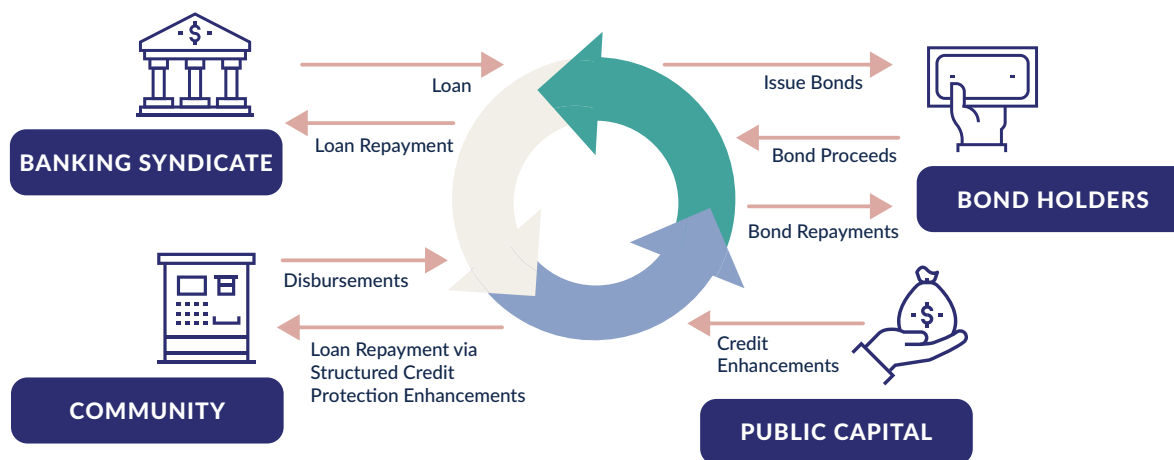 $
Loan
Issue Bonds
Loan Repayment
Bond Proceeds
BANKING SYNDICATE
BOND HOLDERS
Bond Repayments
Disbursements
$
Credit
Enhancements
Loan Repayment via
Structured Credit
Protection Enhancements
COMMUNITY
PUBLIC CAPITAL